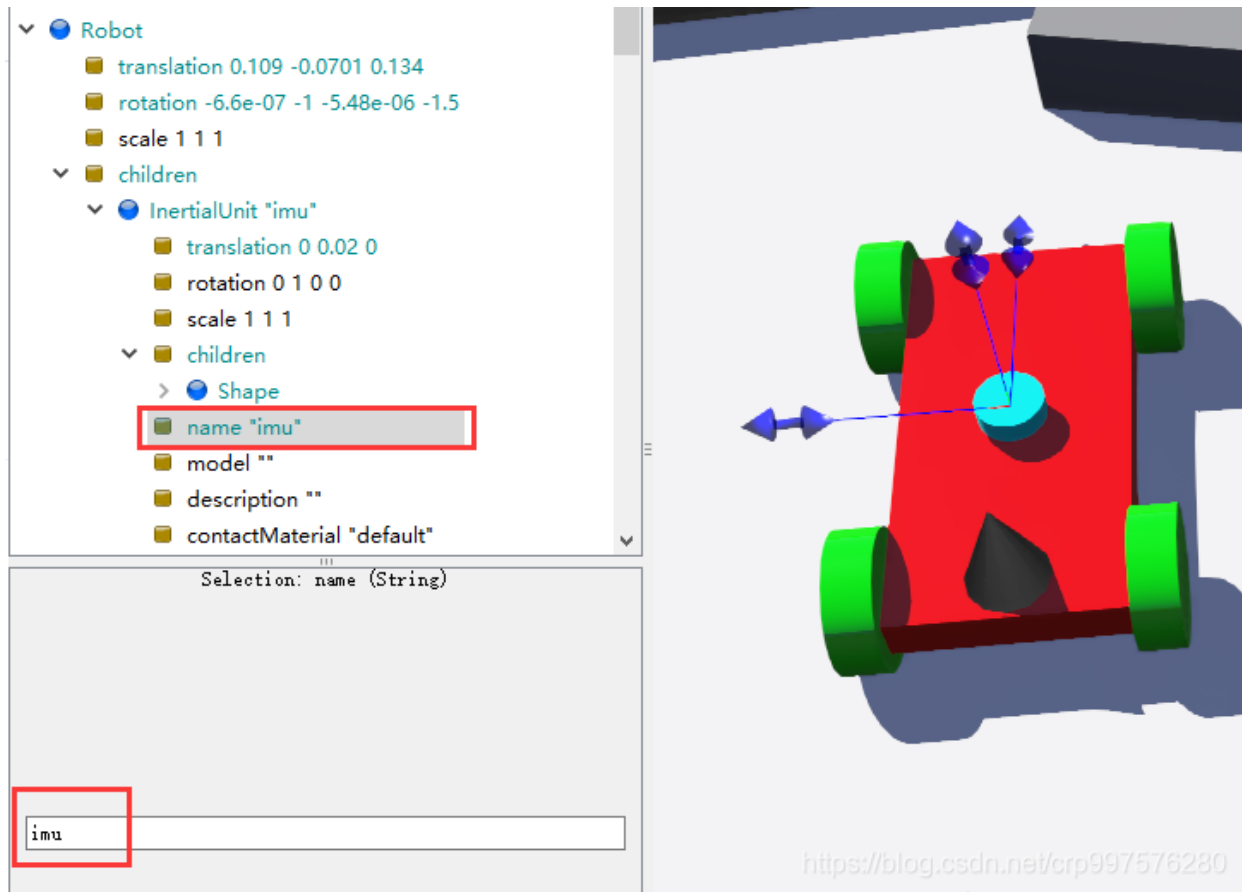 Robot
translation 0.109 -0.0701 0.134
rotation -6.6e-07 -1 -5.48e-06 -1.5
scale 1 1 1
children
InertialUnit "imu"
translation 0 0.02 0
rotation 0 1 0 0
scale 1 1 1
children
Shape
name "imu"
model ""
description ""
contactMaterial "default"
Selection: name (String)
imu
https://blog.csdn.net/crp997576280